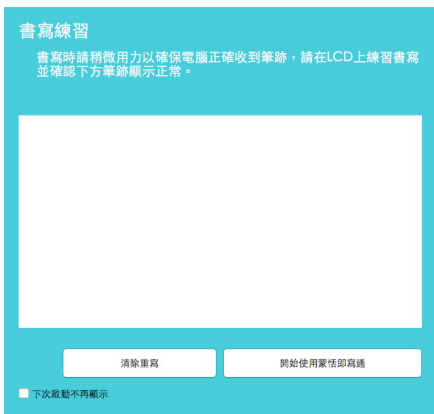 書寫練習
書寫時請稍微用力以確保電腦正確收到筆跡，請在LCD上練習書寫
並確認下方筆跡顯示正常。
清除重寫
開始使用蒙恬即寫通
下次啟動不再顯示